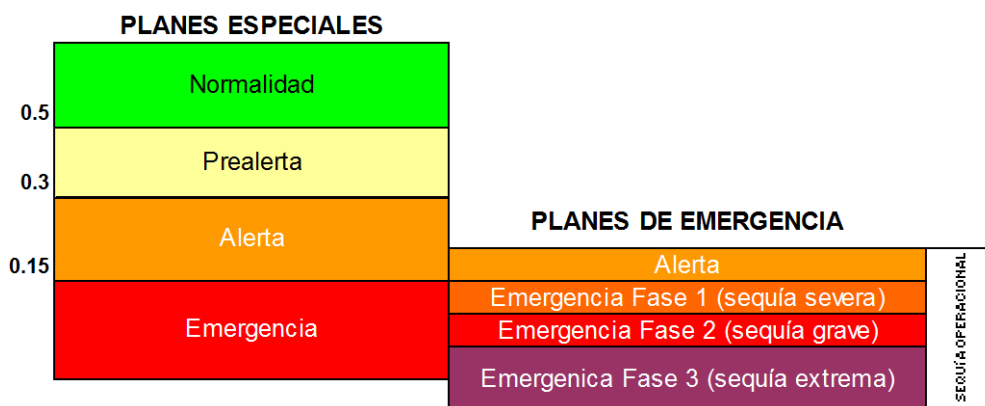 PLANES ESPECIALES
Normalidad
0.5
Prealerta
0.3
Alerta
0.15
Emergencia
PLANES DE EMERGENCIA
Alerta
Emergencia Fase 1 (sequía severa)
Emergencia Fase 2 (sequía grave)
Emergenica Fase 3 (sequía extrema)
SEQUÍA OPERACIONAL